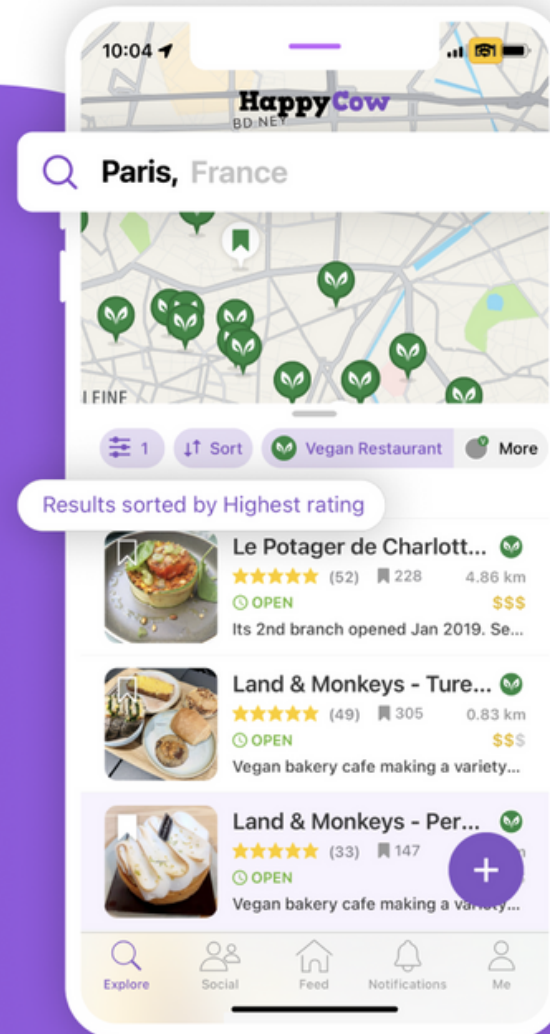 10:04
HappyCow
BD NEY
Paris, France
1
Sort
Vegan Restaurant
More
Results sorted by Highest rating
Le Potager de Charlott...
(52) 228 4.86 km
OPEN $$$
Its 2nd branch opened Jan 2019. Se...
Land & Monkeys - Ture...
(49) 305 0.83 km
OPEN $$$
Vegan bakery cafe making a variety...
Land & Monkeys - Per...
(33) 147
OPEN
Vegan bakery cafe making a variety...
Explore Social Feed Notifications Me